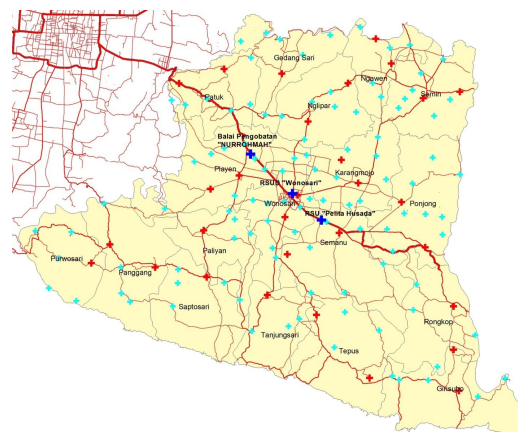 Gedang Sari
Ngawen
Semin
Patuk
Nglipar
Balai Pengobatan
"NURROHMAH"
Playen
Karangmojo
RSUD "Wonosari"
Wonosari
Ponjong
RSU "Pelita Husada"
Semanu
Paliyan
Purwosari
Panggang
Saptosari
Rongkop
Tanjungsari
Tepus
Girisubo